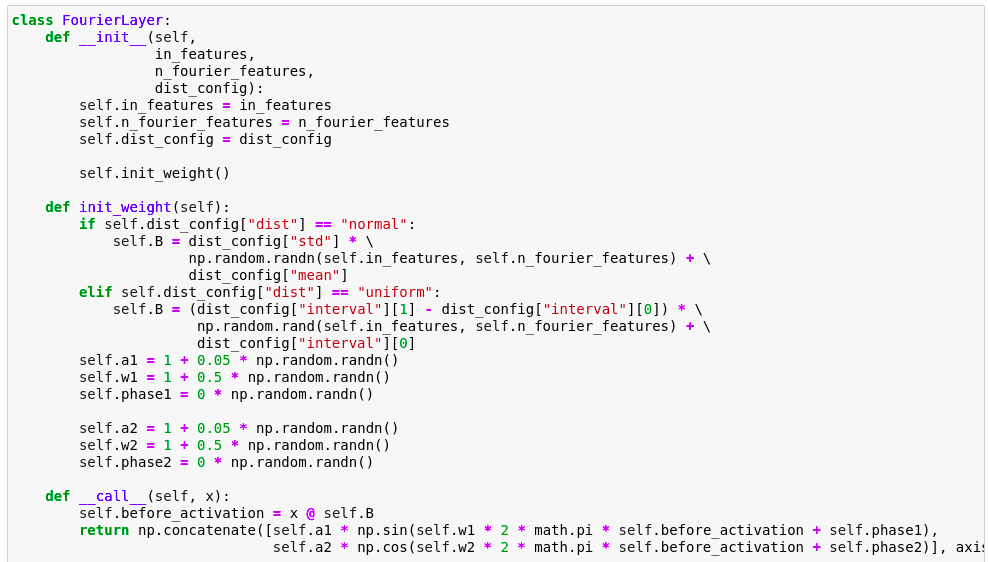 class FourierLayer:
    def __init__(self,
                 in_features,
                 n_fourier_features,
                 dist_config):
        self.in_features = in_features
        self.n_fourier_features = n_fourier_features
        self.dist_config = dist_config

        self.init_weight()

    def init_weight(self):
        if self.dist_config["dist"] == "normal":
            self.B = dist_config["std"] * \
                     np.random.randn(self.in_features, self.n_fourier_features) + \
                     dist_config["mean"]
        elif self.dist_config["dist"] == "uniform":
            self.B = (dist_config["interval"][1] - dist_config["interval"][0]) * \
                      np.random.rand(self.in_features, self.n_fourier_features) + \
                      dist_config["interval"][0]
        self.a1 = 1 + 0.05 * np.random.randn()
        self.w1 = 1 + 0.5 * np.random.randn()
        self.phase1 = 0 * np.random.randn()

        self.a2 = 1 + 0.05 * np.random.randn()
        self.w2 = 1 + 0.5 * np.random.randn()
        self.phase2 = 0 * np.random.randn()

    def __call__(self, x):
        self.before_activation = x @ self.B
        return np.concatenate([self.a1 * np.sin(self.w1 * 2 * math.pi * self.before_activation + self.phase1),
                               self.a2 * np.cos(self.w2 * 2 * math.pi * self.before_activation + self.phase2)],